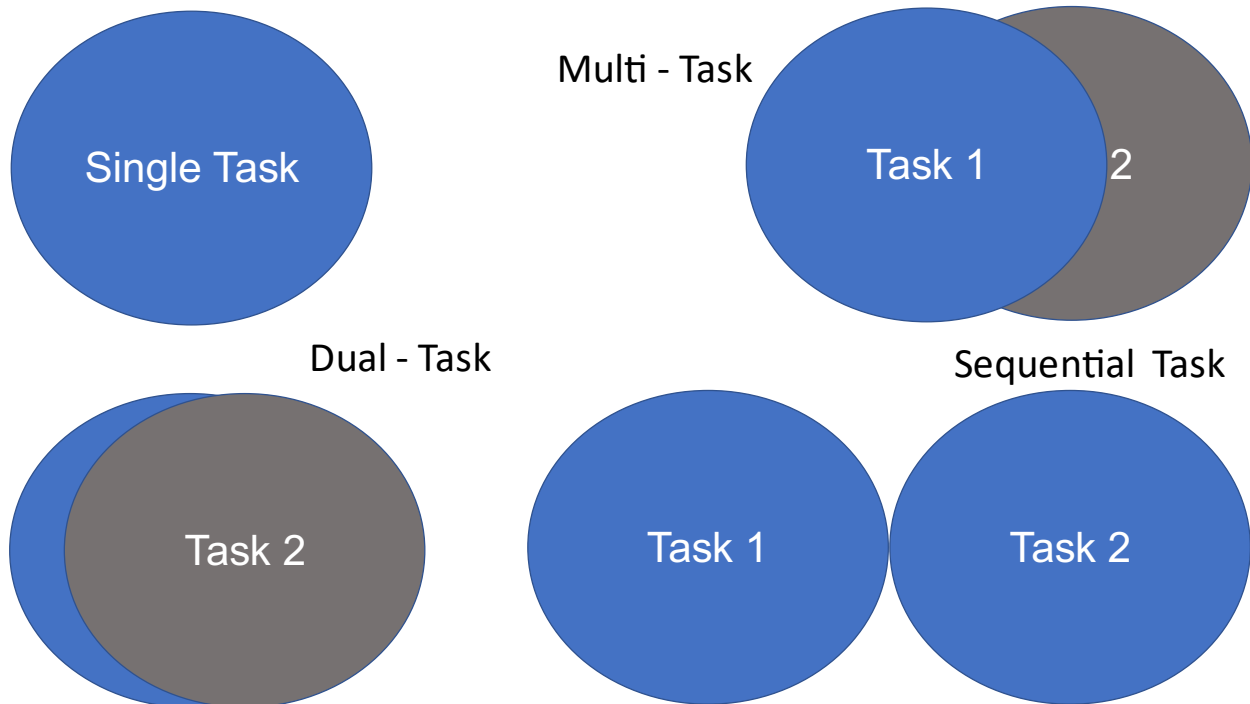 Single Task
Multi - Task
Task 1
2
Dual - Task
Task 2
Sequential Task
Task 1
Task 2